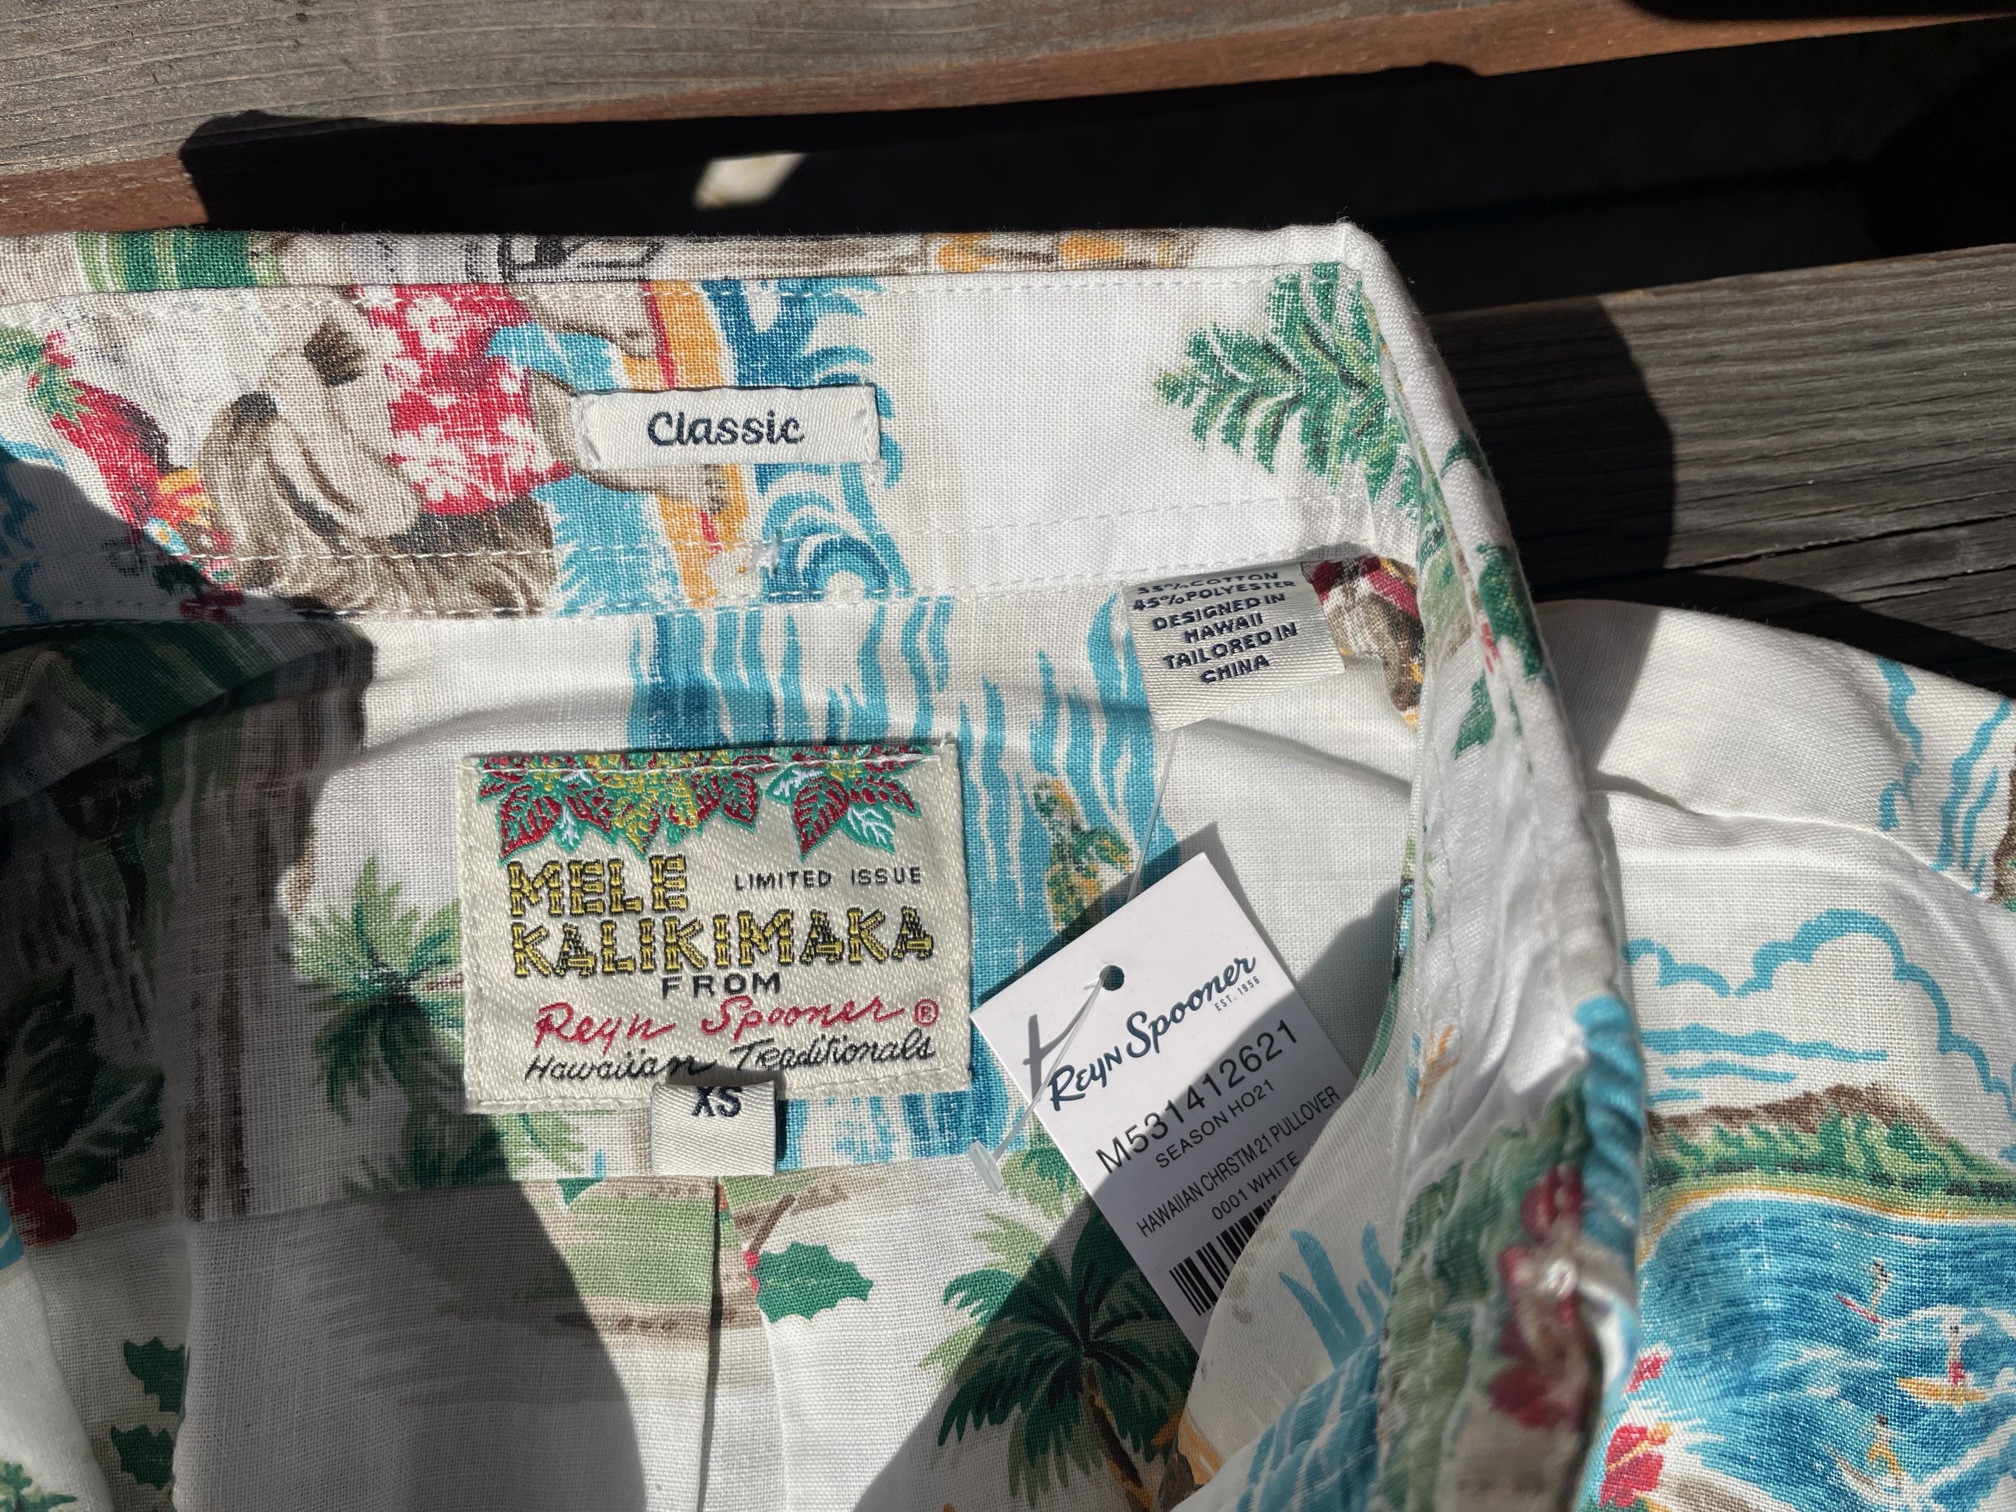 Classic
55% COTTON
45% POLYESTER
DESIGNED IN
HAWAII
TAILORED IN
CHINA
LIMITED ISSUE
MELE
KALIKIMAKA
FROM
Reyn Spooner ®
Hawaiian Traditionals
XS
REYN SPOONER
EST. 1956
M531412621
SEASON HO21
HAWAIIAN CHRSTM 21 PULLOVER
0001 WHITE